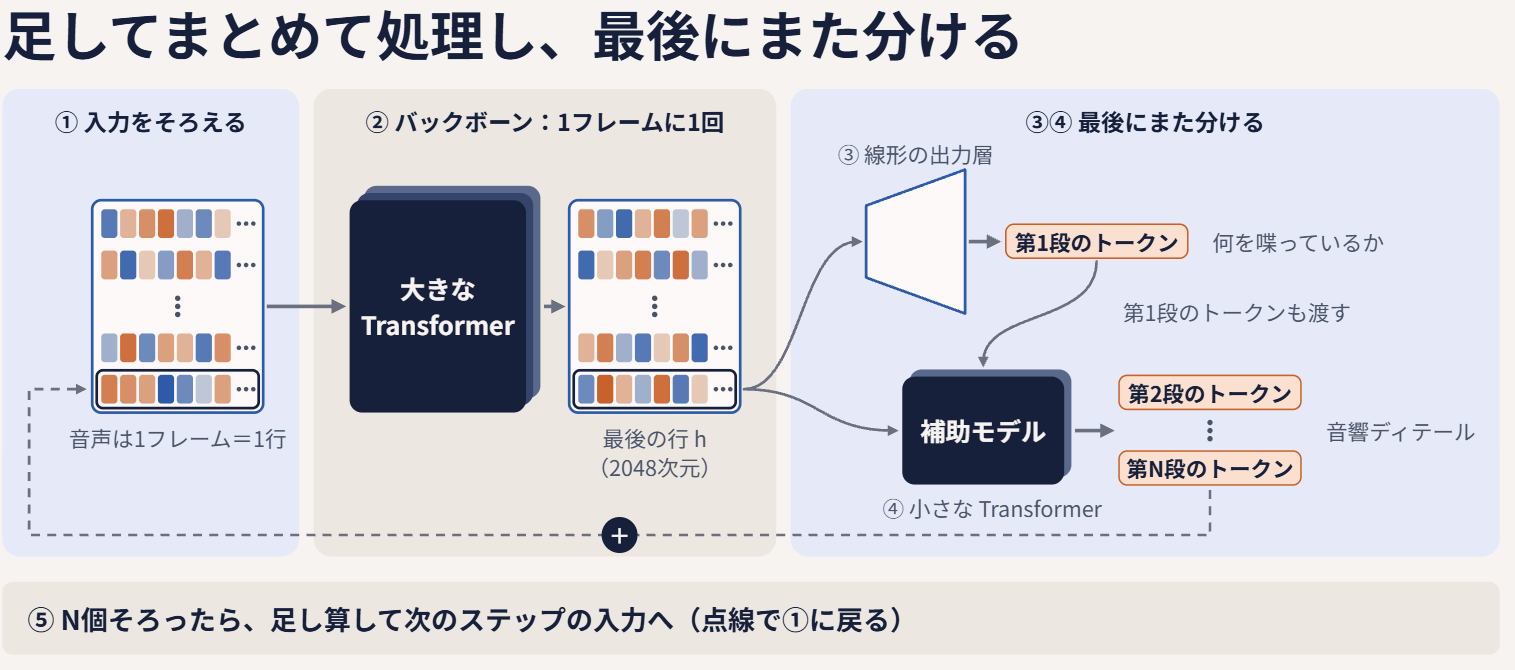 足してまとめて処理し、最後にまた分ける
① 入力をそろえる
音声は1フレーム＝1行
② バックボーン：1フレームに1回
大きな
Transformer
最後の行 h
（2048次元）
③④ 最後にまた分ける
③ 線形の出力層
第1段のトークン
何を喋っているか
第1段のトークンも渡す
補助モデル
④ 小さな Transformer
第2段のトークン
第N段のトークン
音響ディテール
+
⑤ N個そろったら、足し算して次のステップの入力へ（点線で①に戻る）